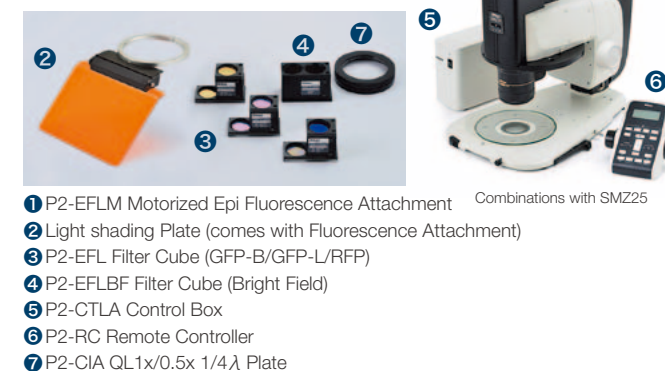 ❷
❸
❹
❼
❺
❻
Combinations with SMZ25
❶ P2-EFLM Motorized Epi Fluorescence Attachment
❷ Light shading Plate (comes with Fluorescence Attachment)
❸ P2-EFL Filter Cube (GFP-B/GFP-L/RFP)
❹ P2-EFLBF Filter Cube (Bright Field)
❺ P2-CTLA Control Box
❻ P2-RC Remote Controller
❼ P2-CIA QL1x/0.5x 1/4λ Plate